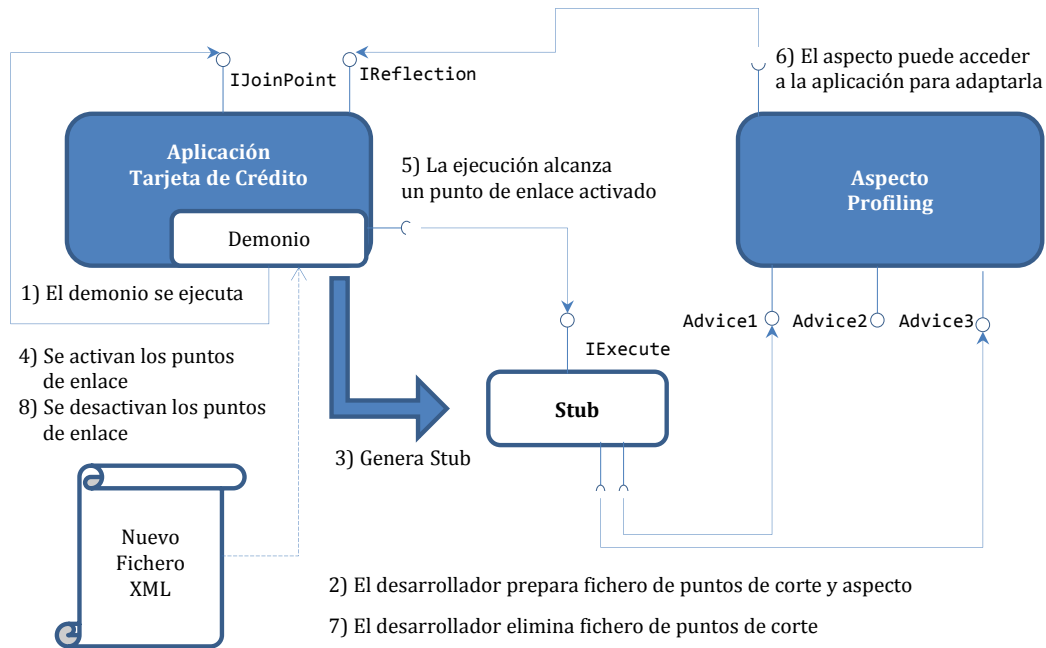 IJoinPoint
IReflection
6) El aspecto puede acceder
a la aplicación para adaptarla
Aplicación
Tarjeta de Crédito
Demonio
5) La ejecución alcanza
un punto de enlace activado
Aspecto
Profiling
1) El demonio se ejecuta
Advice1
Advice2
Advice3
4) Se activan los puntos
de enlace
8) Se desactivan los puntos
de enlace
IExecute
Stub
3) Genera Stub
Nuevo
Fichero
XML
2) El desarrollador prepara fichero de puntos de corte y aspecto
7) El desarrollador elimina fichero de puntos de corte